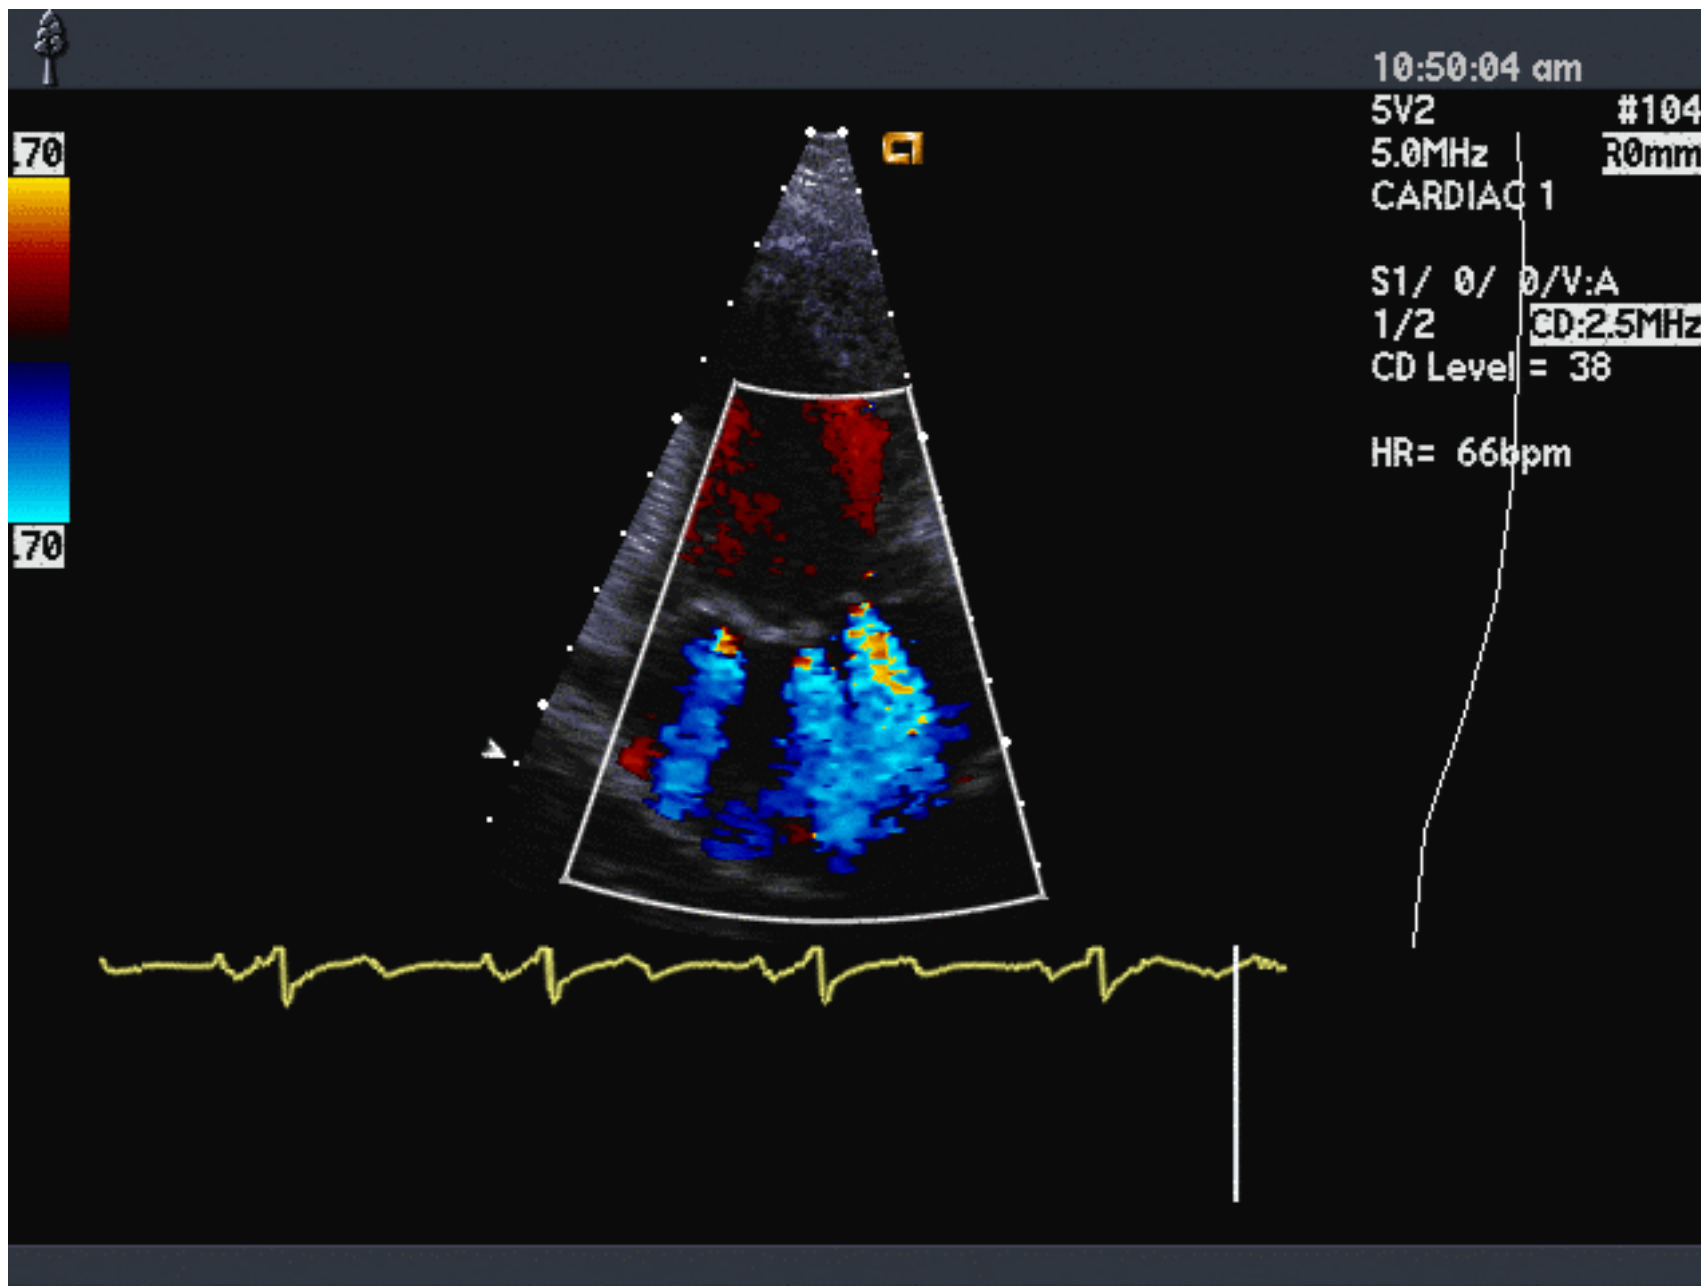 10:50:04 am
.70
5V2 #104
5.0MHz R0mm
CARDIAC 1
S1/ 0/ 0/V:A
1/2 CD:2.5MHz
CD Level = 38
HR= 66bpm
.70